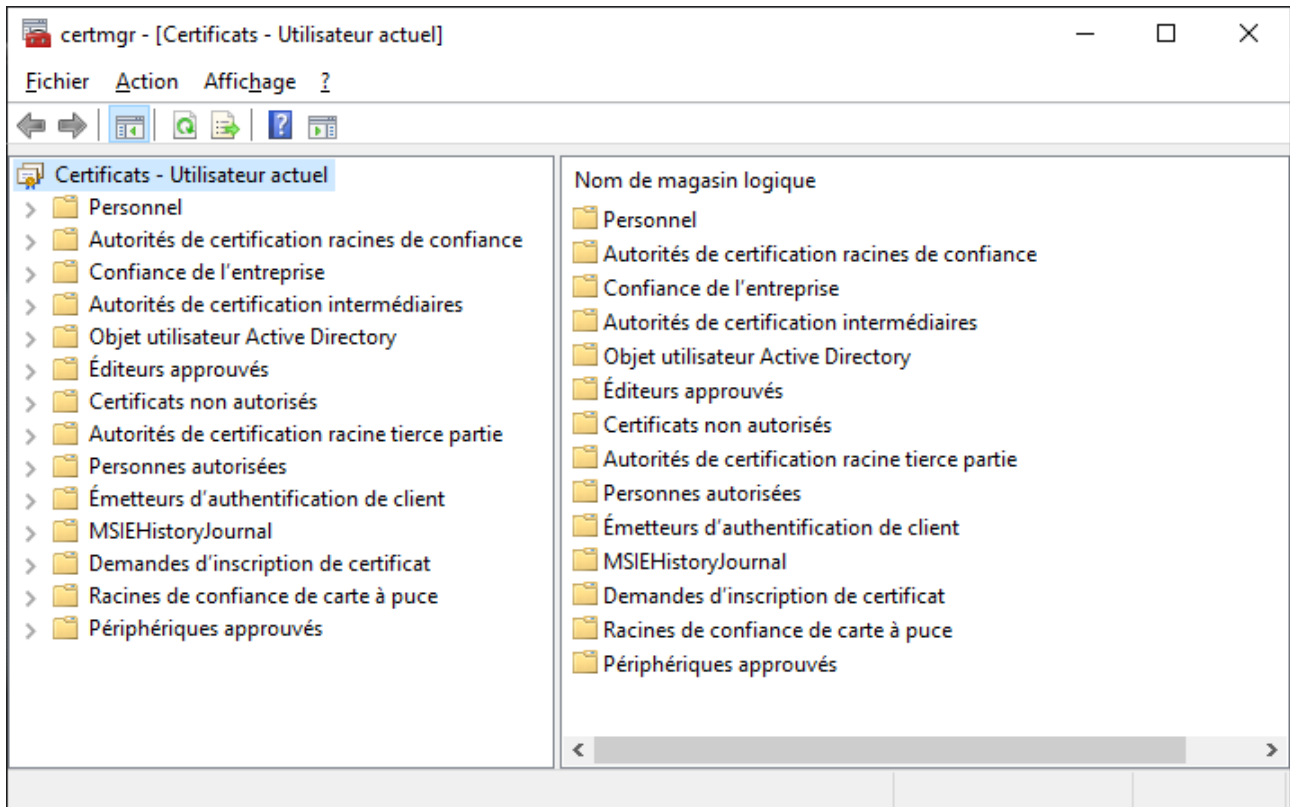 certmgr - [Certificats - Utilisateur actuel]
Fichier Action Affichage ?
Certificats - Utilisateur actuel
Personnel
Autorités de certification racines de confiance
Confiance de l'entreprise
Autorités de certification intermédiaires
Objet utilisateur Active Directory
Éditeurs approuvés
Certificats non autorisés
Autorités de certification racine tierce partie
Personnes autorisées
Émetteurs d'authentification de client
MSIEHistoryJournal
Demandes d'inscription de certificat
Racines de confiance de carte à puce
Périphériques approuvés
Nom de magasin logique
Personnel
Autorités de certification racines de confiance
Confiance de l'entreprise
Autorités de certification intermédiaires
Objet utilisateur Active Directory
Éditeurs approuvés
Certificats non autorisés
Autorités de certification racine tierce partie
Personnes autorisées
Émetteurs d'authentification de client
MSIEHistoryJournal
Demandes d'inscription de certificat
Racines de confiance de carte à puce
Périphériques approuvés